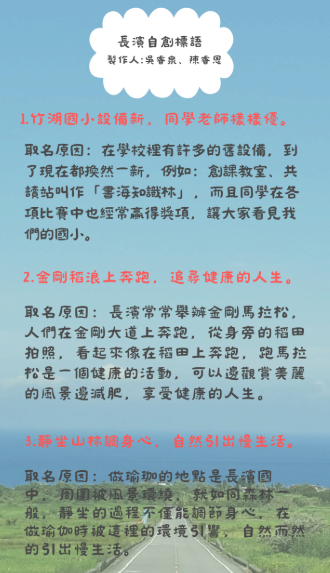 長濱自創標語
製作人:吳睿泉、陳睿恩
1.竹湖國小設備新，同學老師樣樣優。
取名原因：在學校裡有許多的舊設備，到
了現在都換然一新，例如：創課教室、共
讀站叫作「書海知識林」，而且同學在各
項比賽中也經常贏得獎項，讓大家看見我
們的國小。
2.金剛稻浪上奔跑，追尋健康的人生。
取名原因：長濱常常舉辦金剛馬拉松，
人們在金剛大道上奔跑，從身旁的稻田
拍照，看起來像在稻田上奔跑，跑馬拉
松是一個健康的活動，可以邊觀賞美麗
的風景邊減肥，享受健康的人生。
3.靜坐山林調身心，自然引出慢生活。
取名原因：做瑜珈的地點是長濱國
中，周圍被風景環繞，就如同森林一
般，靜坐的過程不僅能調節身心，在
做瑜伽時被這裡的環境引響，自然而然
的引出慢生活。